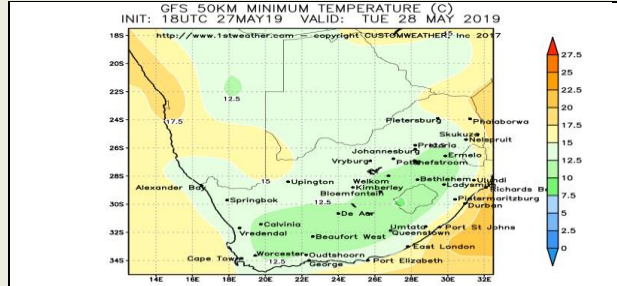 GFS 50KM MINIMUM TEMPERATURE (C)
INIT: 18UTC 27MAY19 VALID: TUE 28 MAY 2019
http://www.1stweather.com — copyright CUSTOMWEATHER, Inc 2017
18S
15
20S
12.5
22S
24S
17.5
Pietersburg
Phalaborwa
Skukuza
26S
Pretoria
Nelspruit
Johannesburg
Ermelo
Vryburg
Potchefstroom
28S
15
Upington
Welkom
Bethlehem
Ulundi
Alexander Bay
Kimberley
Ladysmith
Richards B
Bloemfontein
30S
Springbok
12.5
Pietermaritzburg
De Aar
Durban
32S
Calvinia
Umtata
Port St Johns
Vredendal
Beaufort West
Queenstown
East London
34S
Cape Town
Worcester
Oudtshoorn
12.5
George
Port Elizabeth
14E 16E 18E 20E 22E 24E 26E 28E 30E 32E
27.5
25
22.5
20
17.5
15
12.5
10
7.5
5
2.5
0